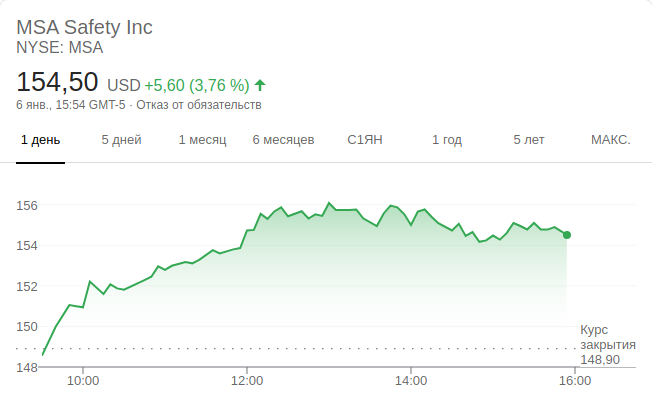 MSA Safety Inc
NYSE: MSA
154,50 USD +5,60 (3,76 %)
6 янв., 15:54 GMT-5 · Отказ от обязательств
1 день 5 дней 1 месяц 6 месяцев С1ЯН 1 год 5 лет МАКС.
156
154
152
150
Курс
закрытия
148,90
148
10:00 12:00 14:00 16:00